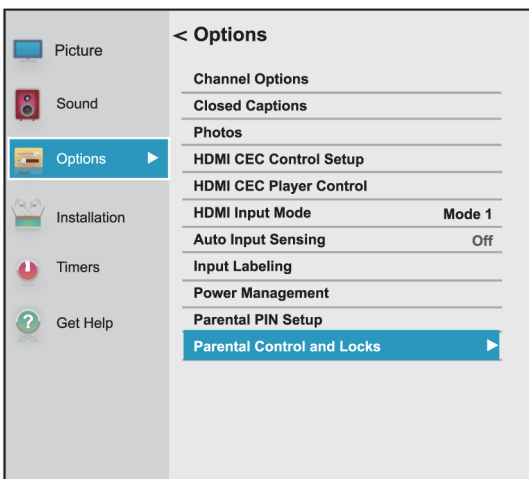 < Options
Picture
Sound
Options
Installation
Timers
Get Help
Channel Options
Closed Captions
Photos
HDMI CEC Control Setup
HDMI CEC Player Control
HDMI Input Mode Mode 1
Auto Input Sensing Off
Input Labeling
Power Management
Parental PIN Setup
Parental Control and Locks